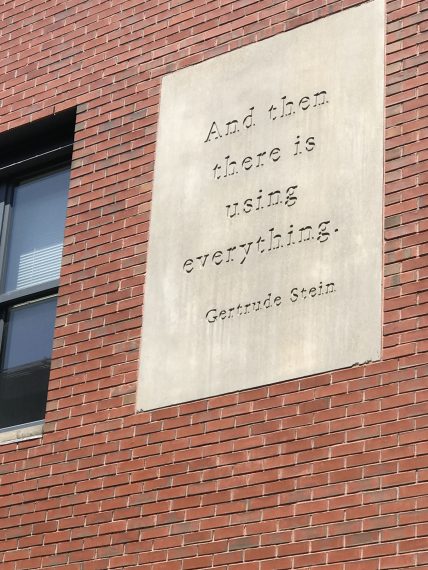 And then
there is
using
everything.
Gertrude Stein